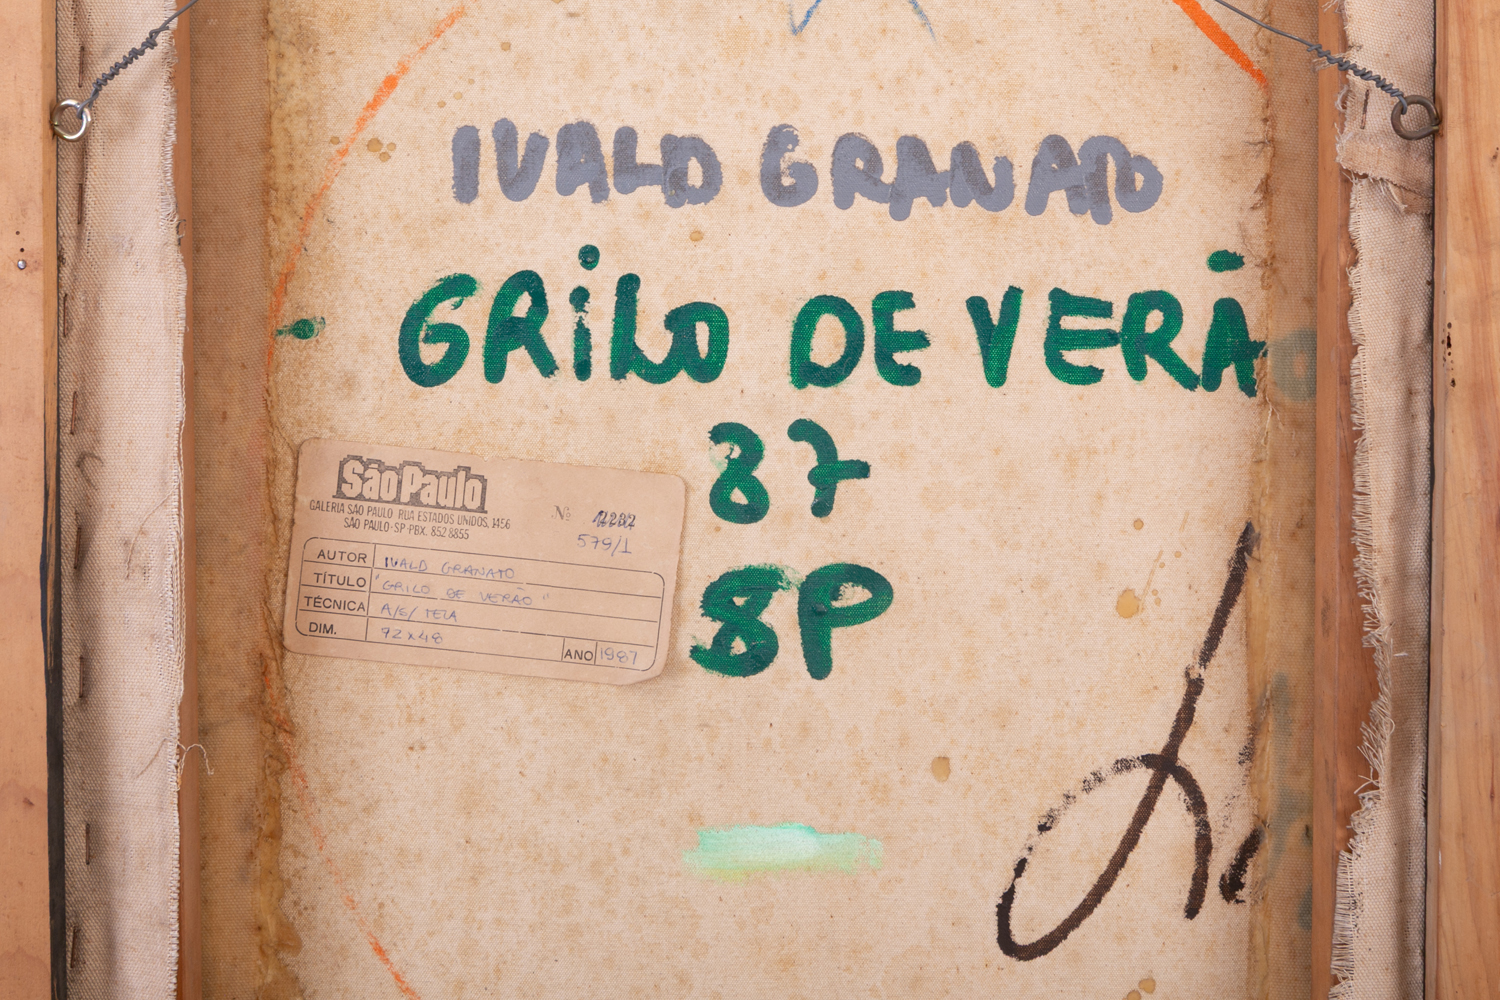 IVALD GRANATO
GRiLO DE VERÃ
87
SP
São Paulo
GALERIA SÃO PAULO RUA ESTADOS UNIDOS, 1456
SÃO PAULO-SP-PBX. 852 8855
Nº
579/1
AUTOR IVALD GRANATO
TÍTULO "GRILO DE VERÃO"
TÉCNICA A/S/ TELA
DIM. 92x48
ANO 1987